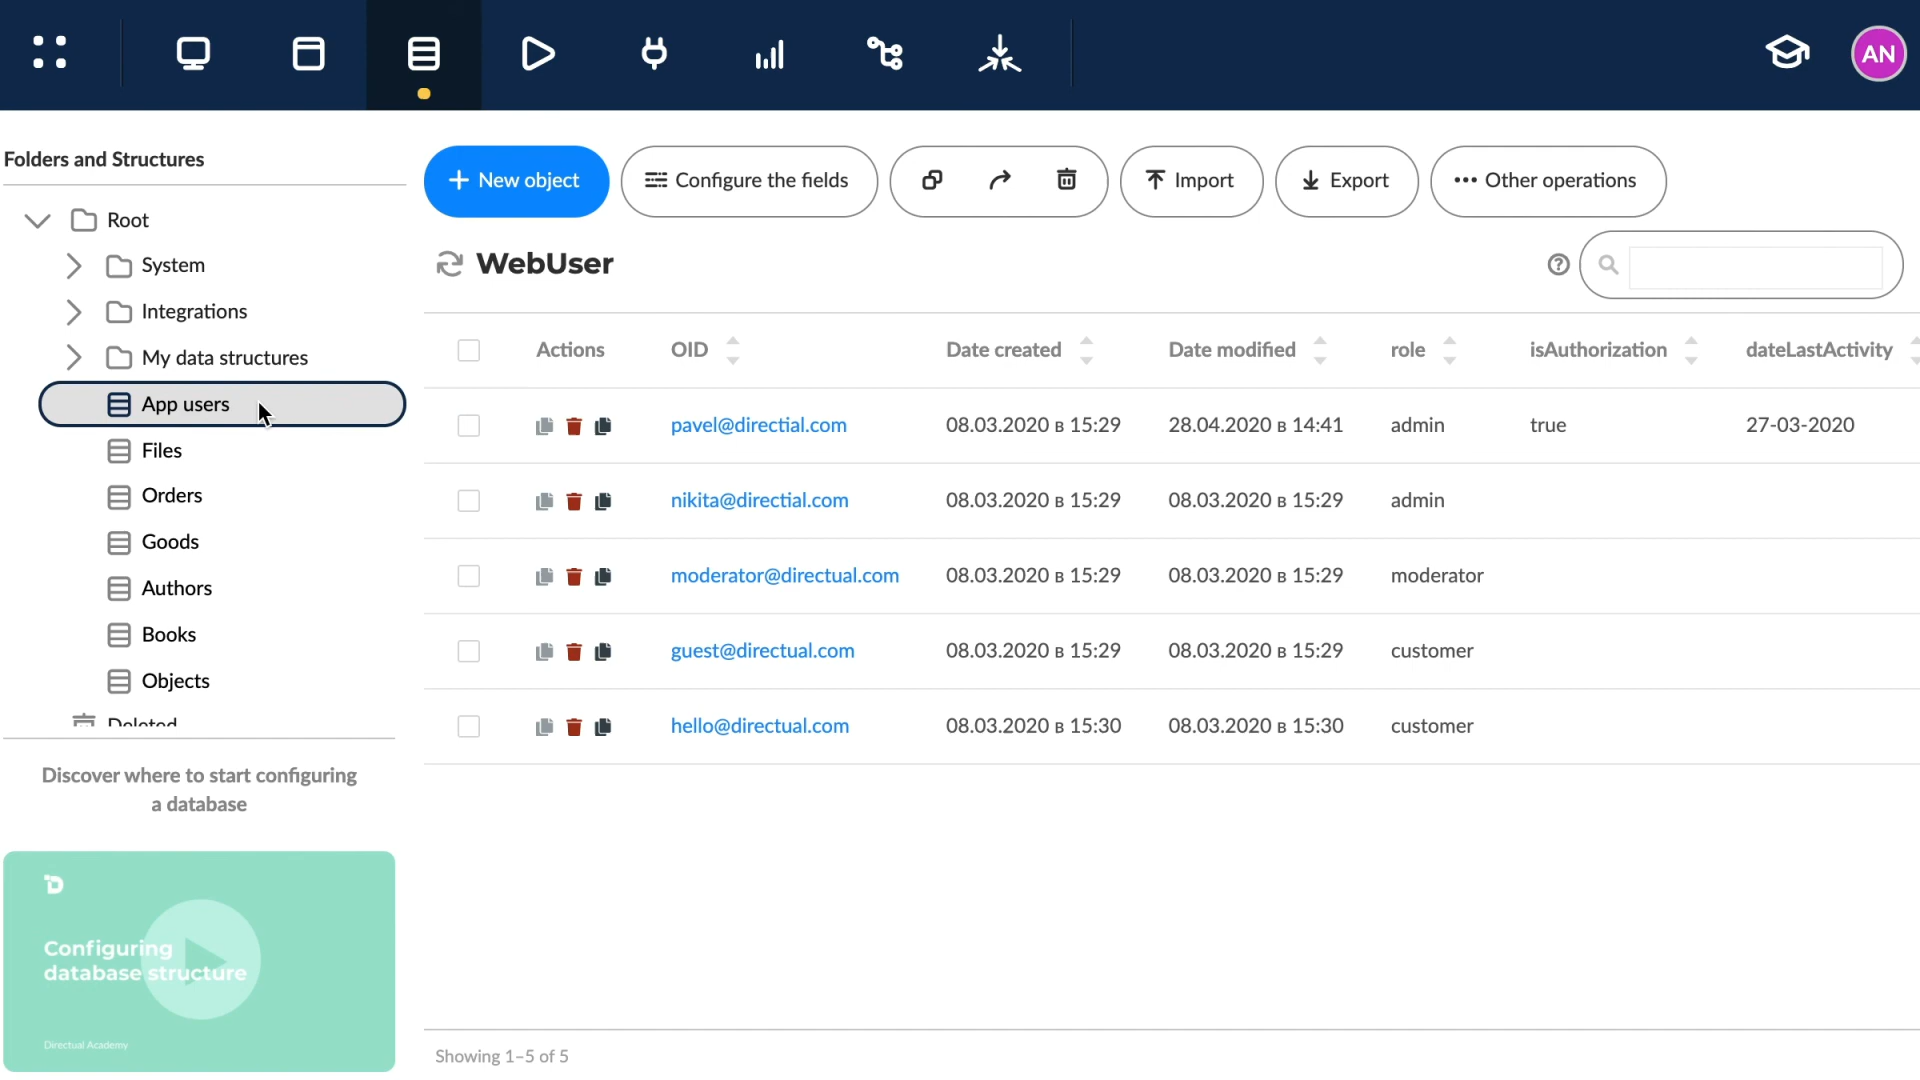 AN
Folders and Structures
Root
System
Integrations
My data structures
App users
Files
Orders
Goods
Authors
Books
Objects
Deleted
Discover where to start configuring
a database
Configuring
database structure
Directual Academy
+ New object
Configure the fields
Import
Export
Other operations
WebUser
Actions OID Date created Date modified role isAuthorization dateLastActivity
pavel@directial.com 08.03.2020 в 15:29 28.04.2020 в 14:41 admin true 27-03-2020
nikita@directial.com 08.03.2020 в 15:29 08.03.2020 в 15:29 admin
moderator@directual.com 08.03.2020 в 15:29 08.03.2020 в 15:29 moderator
guest@directual.com 08.03.2020 в 15:29 08.03.2020 в 15:29 customer
hello@directual.com 08.03.2020 в 15:30 08.03.2020 в 15:30 customer
Showing 1–5 of 5